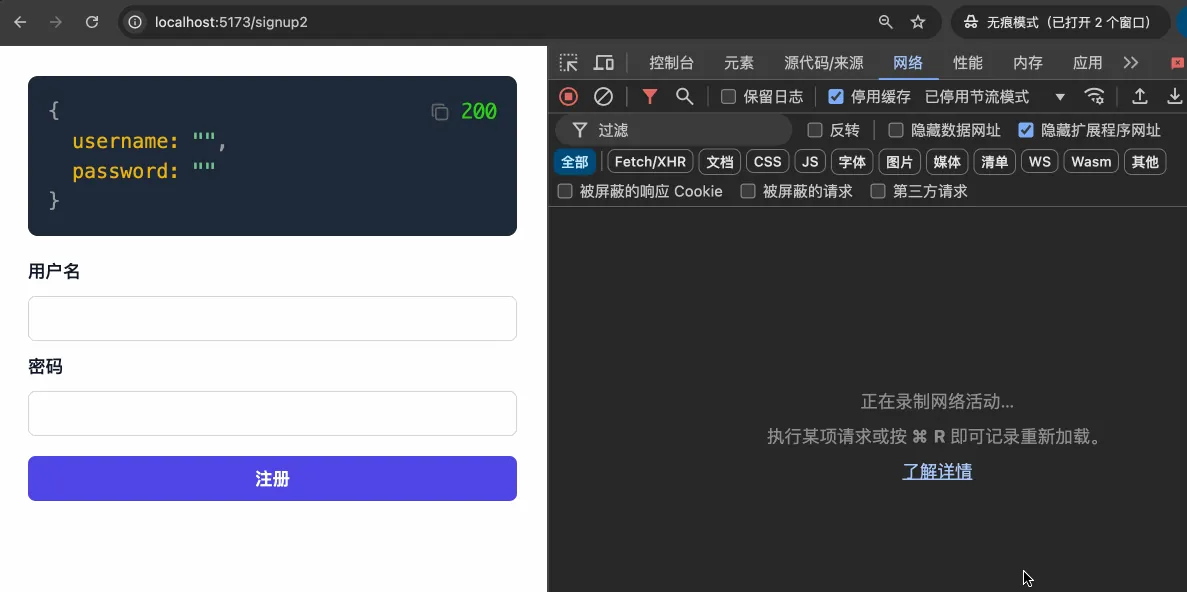 localhost:5173/signup2
无痕模式（已打开 2 个窗口）
{
username: "",
password: ""
}
200
用户名
密码
注册
控制台 元素 源代码/来源 网络 性能 内存 应用
保留日志 停用缓存 已停用节流模式
过滤 反转 隐藏数据网址 隐藏扩展程序网址
全部 Fetch/XHR 文档 CSS JS 字体 图片 媒体 清单 WS Wasm 其他
被屏蔽的响应 Cookie 被屏蔽的请求 第三方请求
正在录制网络活动...
执行某项请求或按 ⌘ R 即可记录重新加载。
了解详情